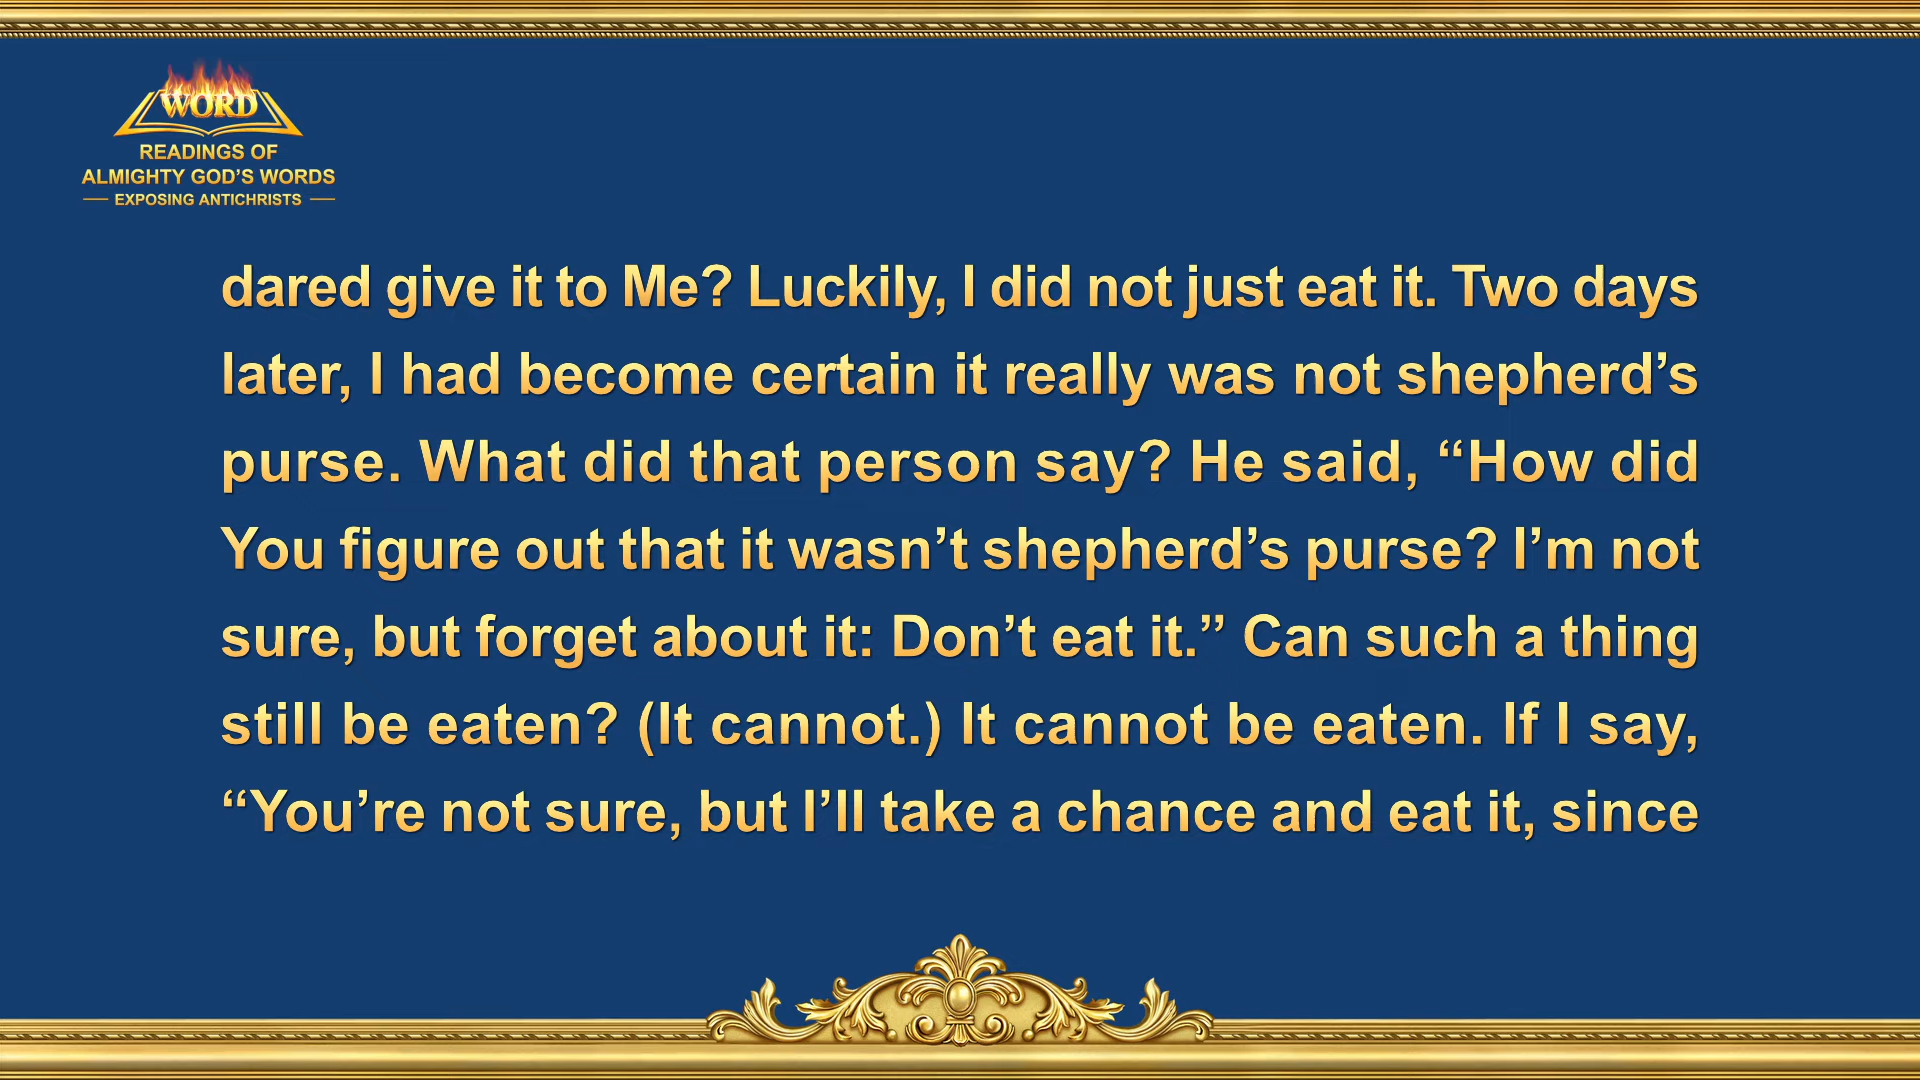 WORD
READINGS OF
ALMIGHTY GOD’S WORDS
EXPOSING ANTICHRISTS
dared give it to Me? Luckily, I did not just eat it. Two days
later, I had become certain it really was not shepherd’s
purse. What did that person say? He said, “How did
You figure out that it wasn’t shepherd’s purse? I’m not
sure, but forget about it: Don’t eat it.” Can such a thing
still be eaten? (It cannot.) It cannot be eaten. If I say,
“You’re not sure, but I’ll take a chance and eat it, since